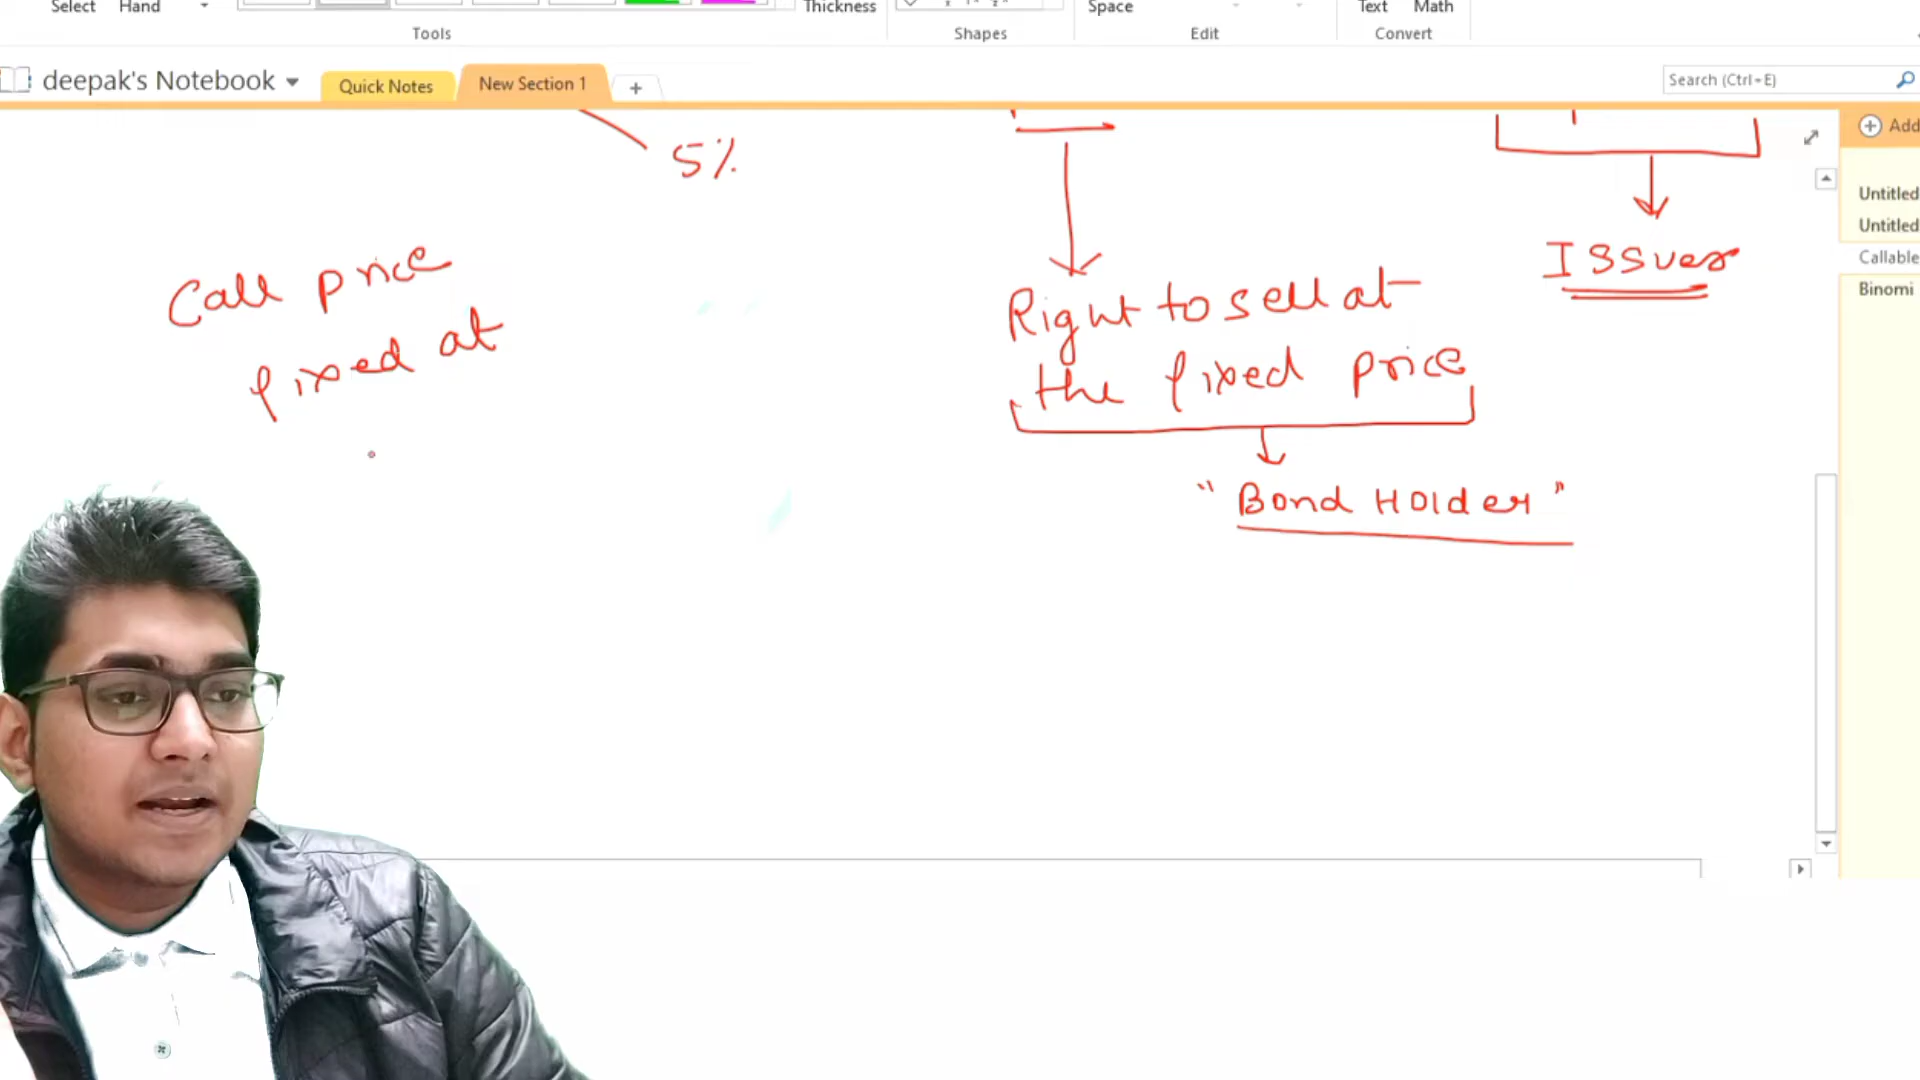 Select Hand Thickness Space Text Math
Tools Shapes Edit Convert
deepak's Notebook Quick Notes New Section 1 + Search (Ctrl+E)
Add
5%
Untitled
Untitled
Callable
Binomi
Call price
fixed at
Issuer
Right to sell at
the fixed price
"Bond Holder"